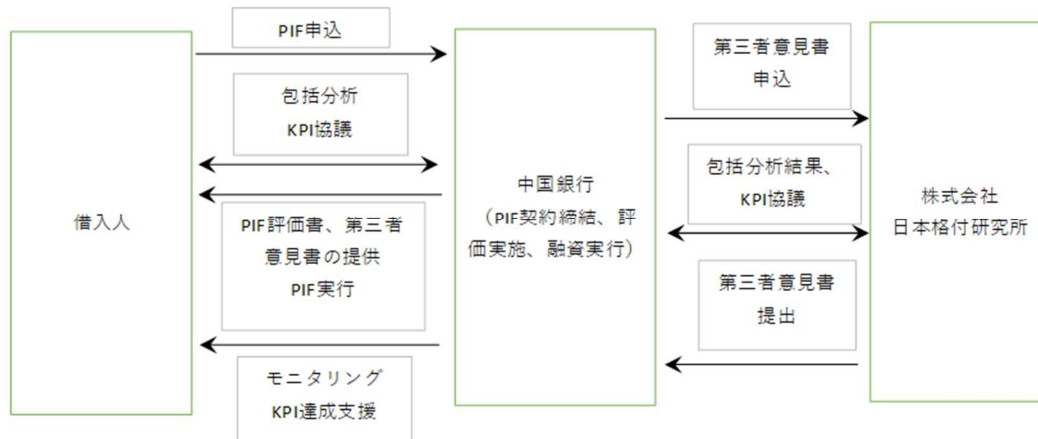 借入人
PIF申込
包括分析
KPI協議
PIF評価書、第三者
意見書の提供
PIF実行
モニタリング
KPI達成支援
中国銀行
（PIF契約締結、評
価実施、融資実行）
第三者意見書
申込
包括分析結果、
KPI協議
第三者意見書
提出
株式会社
日本格付研究所